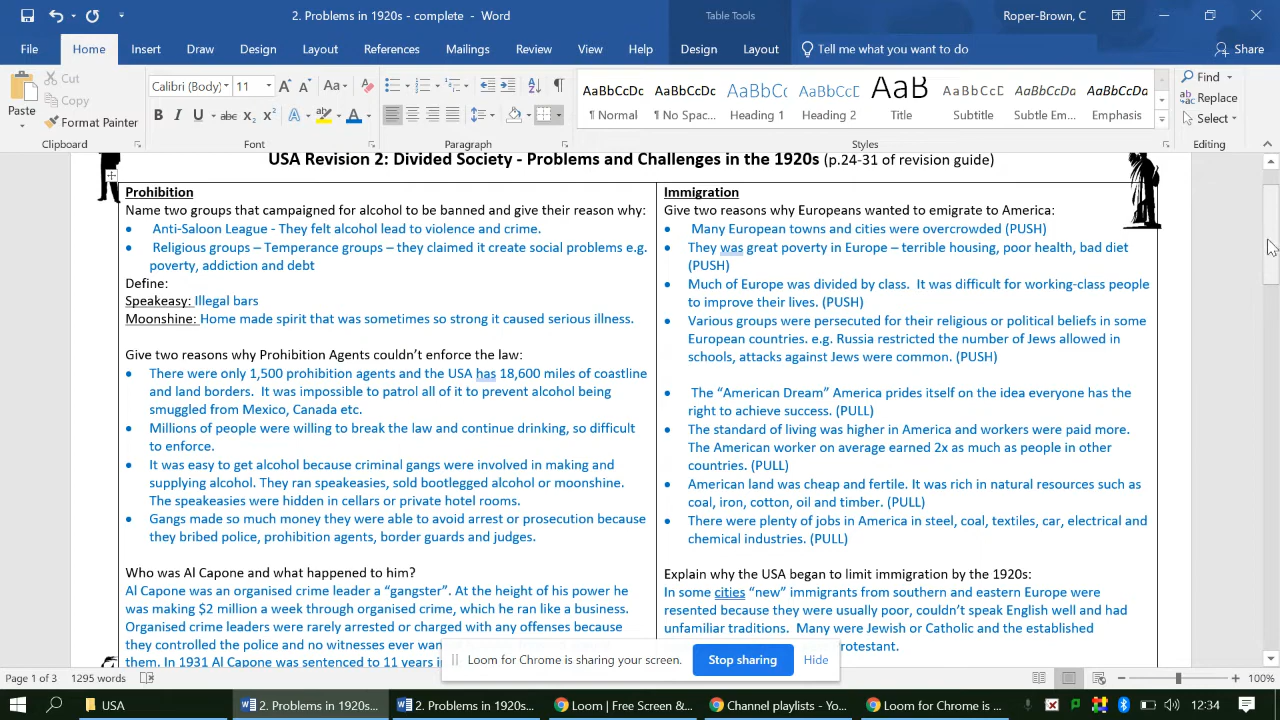 2. Problems in 1920s - complete - Word
Table Tools
Roper-Brown, C
File Home Insert Draw Design Layout References Mailings Review View Help Design Layout Tell me what you want to do Share
Cut
Copy
Format Painter
Paste
Calibri (Body) 11
AaBbCcDc AaBbCcDc AaBbCc AaBbCcD AaB AaBbCcD AaBbCcDc AaBbCcDc
¶ Normal ¶ No Spac... Heading 1 Heading 2 Title Subtitle Subtle Em... Emphasis
Find
Replace
Select
Clipboard Font Paragraph Styles Editing
USA Revision 2: Divided Society - Problems and Challenges in the 1920s (p.24-31 of revision guide)
Prohibition
Name two groups that campaigned for alcohol to be banned and give their reason why:
• Anti-Saloon League - They felt alcohol lead to violence and crime.
• Religious groups – Temperance groups – they claimed it create social problems e.g.
poverty, addiction and debt
Define:
Speakeasy: Illegal bars
Moonshine: Home made spirit that was sometimes so strong it caused serious illness.
Give two reasons why Prohibition Agents couldn't enforce the law:
• There were only 1,500 prohibition agents and the USA has 18,600 miles of coastline
and land borders. It was impossible to patrol all of it to prevent alcohol being
smuggled from Mexico, Canada etc.
• Millions of people were willing to break the law and continue drinking, so difficult
to enforce.
• It was easy to get alcohol because criminal gangs were involved in making and
supplying alcohol. They ran speakeasies, sold bootlegged alcohol or moonshine.
The speakeasies were hidden in cellars or private hotel rooms.
• Gangs made so much money they were able to avoid arrest or prosecution because
they bribed police, prohibition agents, border guards and judges.
Who was Al Capone and what happened to him?
Al Capone was an organised crime leader a "gangster". At the height of his power he
was making $2 million a week through organised crime, which he ran like a business.
Organised crime leaders were rarely arrested or charged with any offenses because
they controlled the police and no witnesses ever
them. In 1931 Al Capone was sentenced to 11 years
Immigration
Give two reasons why Europeans wanted to emigrate to America:
• Many European towns and cities were overcrowded (PUSH)
• They was great poverty in Europe – terrible housing, poor health, bad diet
(PUSH)
• Much of Europe was divided by class. It was difficult for working-class people
to improve their lives. (PUSH)
• Various groups were persecuted for their religious or political beliefs in some
European countries. e.g. Russia restricted the number of Jews allowed in
schools, attacks against Jews were common. (PUSH)
• The "American Dream" America prides itself on the idea everyone has the
right to achieve success. (PULL)
• The standard of living was higher in America and workers were paid more.
The American worker on average earned 2x as much as people in other
countries. (PULL)
• American land was cheap and fertile. It was rich in natural resources such as
coal, iron, cotton, oil and timber. (PULL)
• There were plenty of jobs in America in steel, coal, textiles, car, electrical and
chemical industries. (PULL)
Explain why the USA began to limit immigration by the 1920s:
In some cities "new" immigrants from southern and eastern Europe were
resented because they were usually poor, couldn't speak English well and had
unfamiliar traditions. Many were Jewish or Catholic and the established
protestant.
Loom for Chrome is sharing your screen. Stop sharing Hide
Page 1 of 3 1295 words 100%
USA 2. Problems in 1920s... 2. Problems in 1920s... Loom | Free Screen &... Channel playlists - Yo... Loom for Chrome is ... 12:34